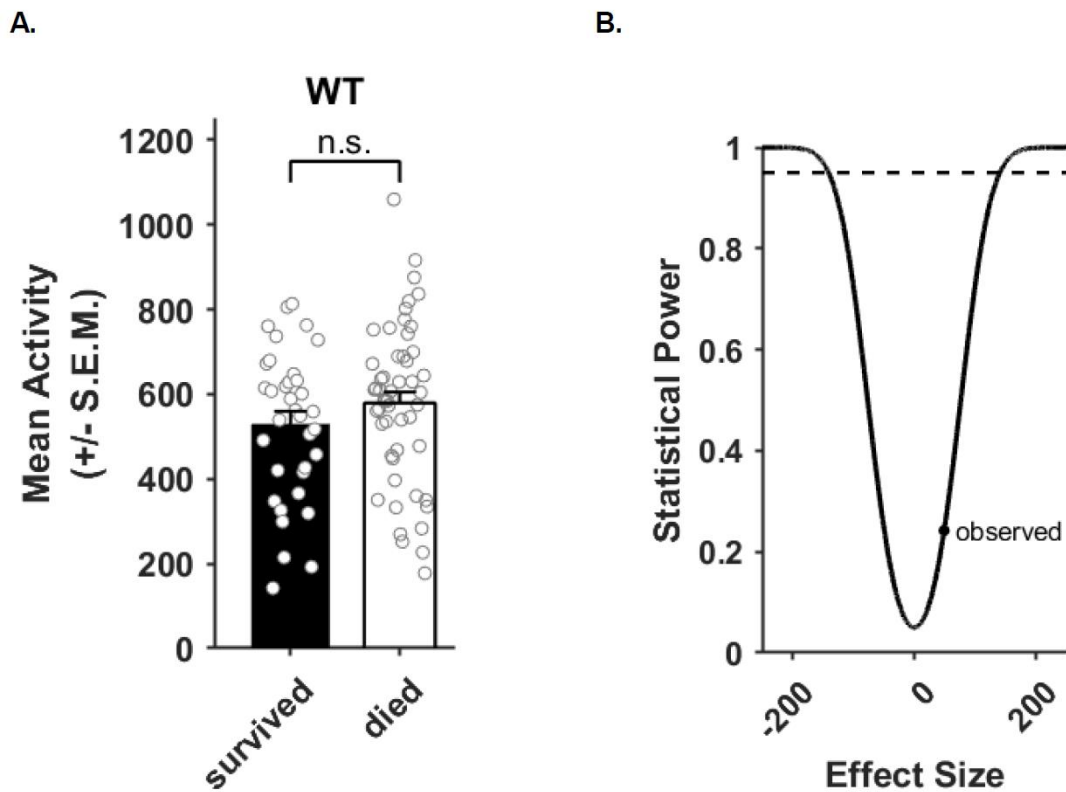 A.
WT
n.s.
1200
1000
800
600
400
200
0
Mean Activity
(+/- S.E.M.)
survived
died
B.
1
0.8
0.6
0.4
0.2
0
Statistical Power
observed
-200
0
200
Effect Size